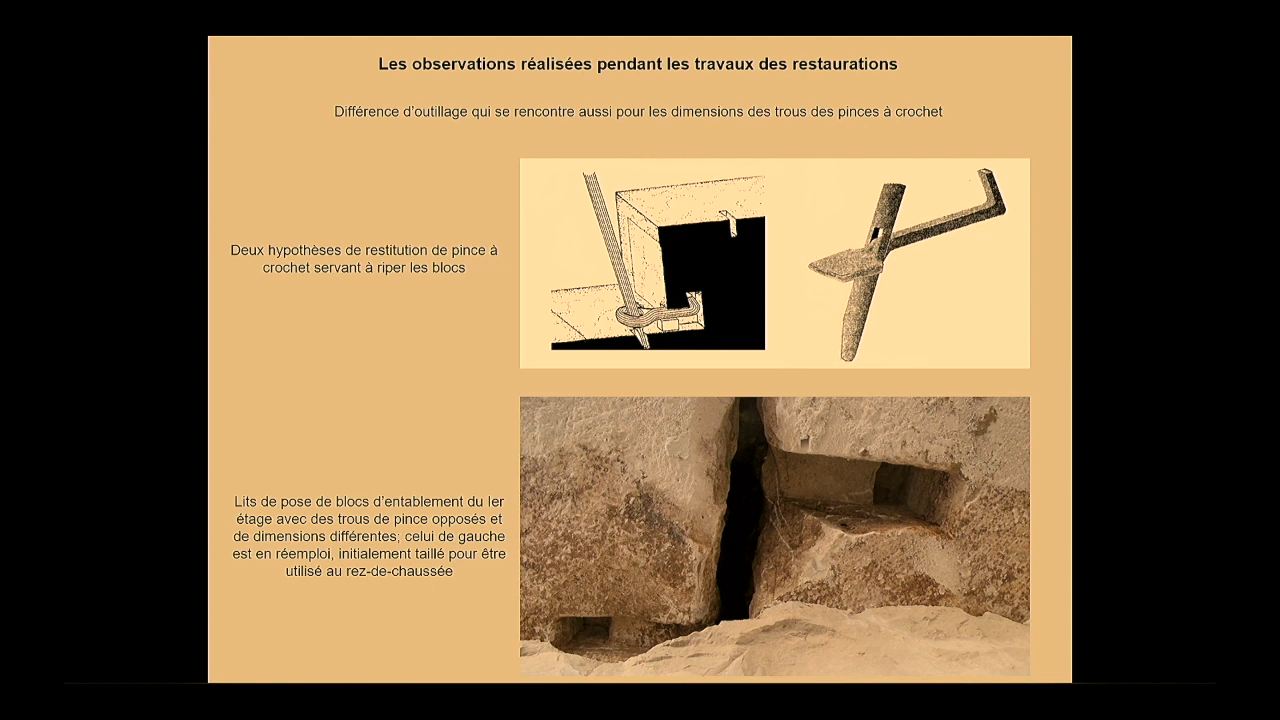 Les observations réalisées pendant les travaux des restaurations
Différence d'outillage qui se rencontre aussi pour les dimensions des trous des pinces à crochet
Deux hypothèses de restitution de pince à
crochet servant à riper les blocs
Lits de pose de blocs d'entablement du Ier
étage avec des trous de pince opposés et
de dimensions différentes; celui de gauche
est en réemploi, initialement taillé pour être
utilisé au rez-de-chaussée